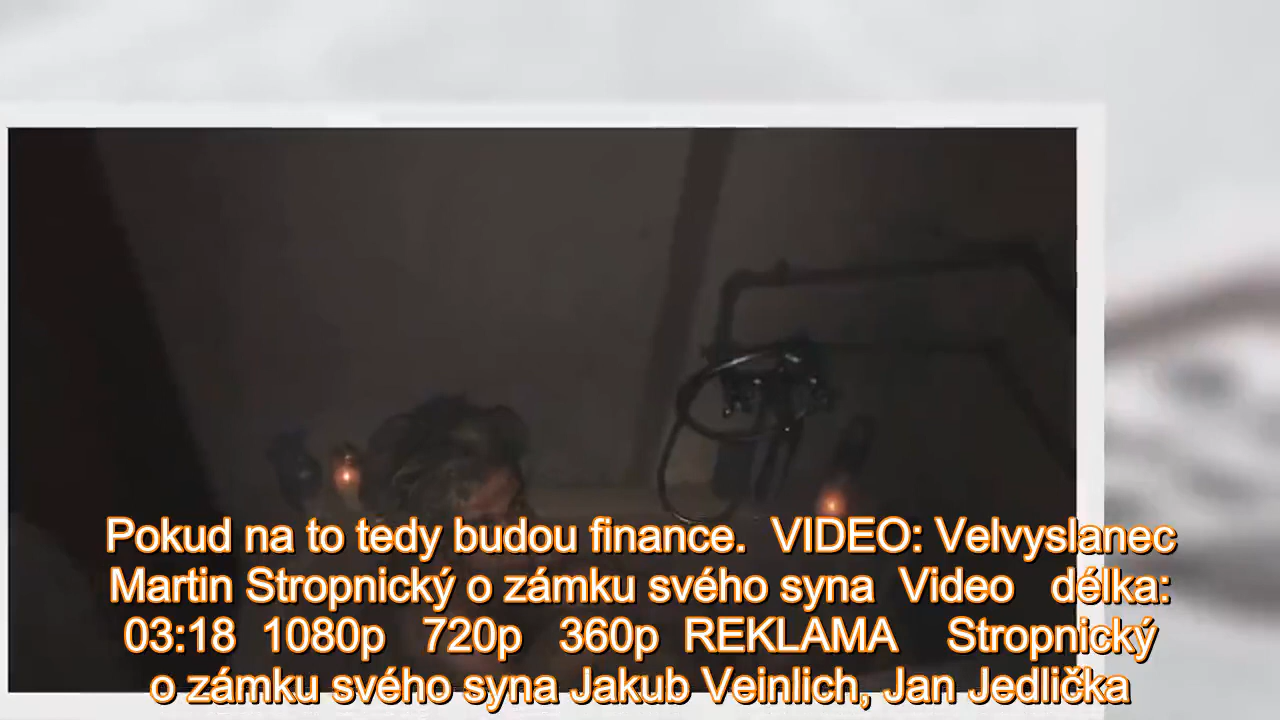 Pokud na to tedy budou finance. VIDEO: Velvyslanec
Martin Stropnický o zámku svého syna Video délka:
03:18 1080p 720p 360p REKLAMA Stropnický
o zámku svého syna Jakub Veinlich, Jan Jedlička